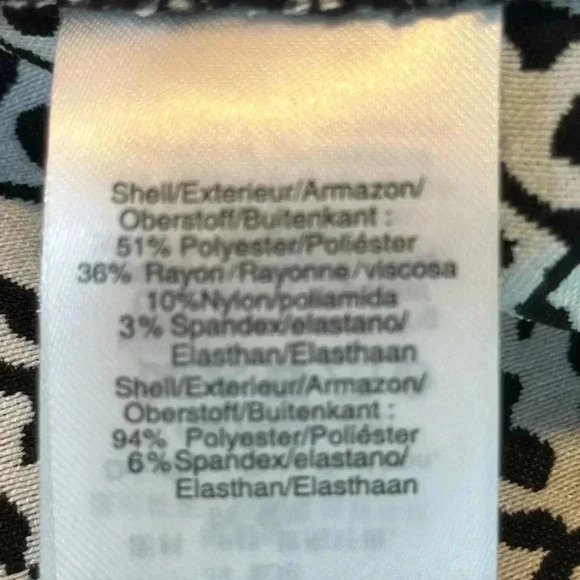 Shell/Exterieur/Armazon/
Oberstoff/Buitenkant :
51% Polyester/Poliéster
36% Rayon/Rayonne/viscosa
10%Nylon/poliamida
3% Spandex/elastano/
Elasthan/Elasthaan
Shell/Exterieur/Armazon/
Oberstoff/Buitenkant :
94% Polyester/Poliéster
6%Spandex/elastano/
Elasthan/Elasthaan